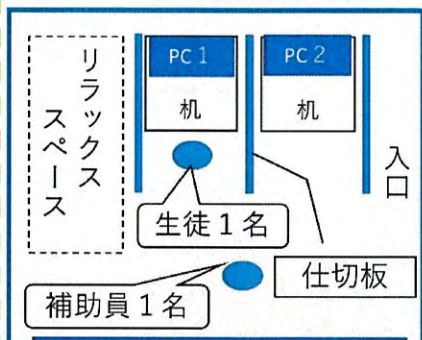 リラックス
スペース
PC 1
机
PC 2
机
入口
生徒 1 名
仕切板
補助員 1 名